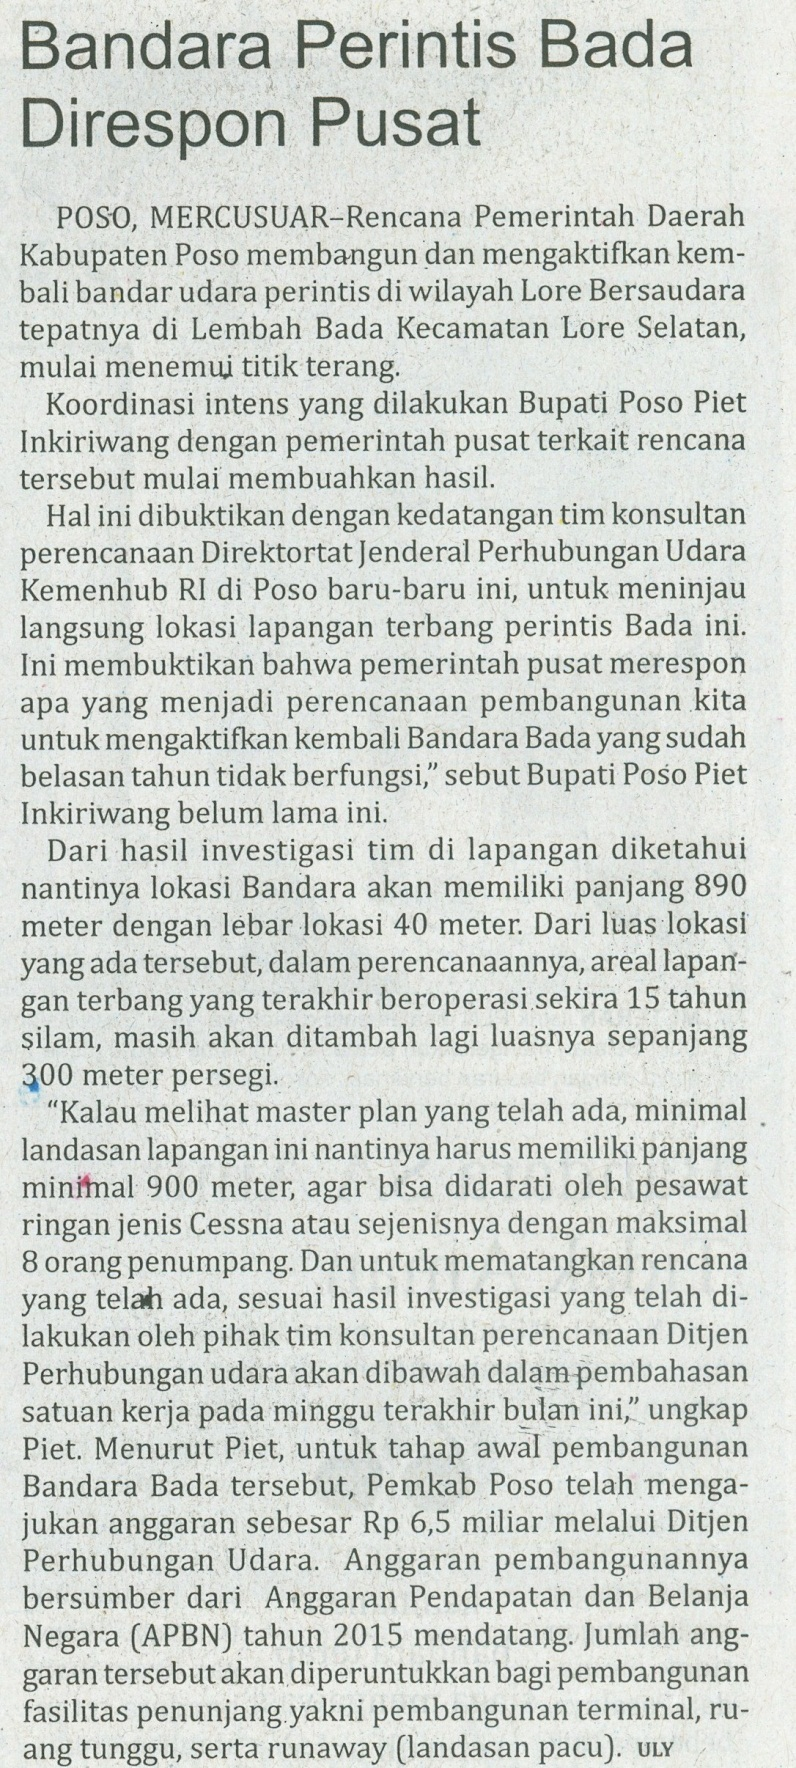 Bandara Perintis Bada
Direspon Pusat
POSO, MERCUSUAR–Rencana Pemerintah Daerah
Kabupaten Poso membangun dan mengaktifkan kem-
bali bandar udara perintis di wilayah Lore Bersaudara
tepatnya di Lembah Bada Kecamatan Lore Selatan,
mulai menemui titik terang.
Koordinasi intens yang dilakukan Bupati Poso Piet
Inkiriwang dengan pemerintah pusat terkait rencana
tersebut mulai membuahkan hasil.
Hal ini dibuktikan dengan kedatangan tim konsultan
perencanaan Direktortat Jenderal Perhubungan Udara
Kemenhub RI di Poso baru-baru ini, untuk meninjau
langsung lokasi lapangan terbang perintis Bada ini.
Ini membuktikan bahwa pemerintah pusat merespon
apa yang menjadi perencanaan pembangunan kita
untuk mengaktifkan kembali Bandara Bada yang sudah
belasan tahun tidak berfungsi,” sebut Bupati Poso Piet
Inkiriwang belum lama ini.
Dari hasil investigasi tim di lapangan diketahui
nantinya lokasi Bandara akan memiliki panjang 890
meter dengan lebar lokasi 40 meter. Dari luas lokasi
yang ada tersebut, dalam perencanaannya, areal lapan-
gan terbang yang terakhir beroperasi sekira 15 tahun
silam, masih akan ditambah lagi luasnya sepanjang
300 meter persegi.
“Kalau melihat master plan yang telah ada, minimal
landasan lapangan ini nantinya harus memiliki panjang
minimal 900 meter, agar bisa didarati oleh pesawat
ringan jenis Cessna atau sejenisnya dengan maksimal
8 orang penumpang. Dan untuk mematangkan rencana
yang telah ada, sesuai hasil investigasi yang telah di-
lakukan oleh pihak tim konsultan perencanaan Ditjen
Perhubungan udara akan dibawah dalam pembahasan
satuan kerja pada minggu terakhir bulan ini,” ungkap
Piet. Menurut Piet, untuk tahap awal pembangunan
Bandara Bada tersebut, Pemkab Poso telah menga-
jukan anggaran sebesar Rp 6,5 miliar melalui Ditjen
Perhubungan Udara. Anggaran pembangunannya
bersumber dari Anggaran Pendapatan dan Belanja
Negara (APBN) tahun 2015 mendatang. Jumlah ang-
garan tersebut akan diperuntukkan bagi pembangunan
fasilitas penunjang yakni pembangunan terminal, ru-
ang tunggu, serta runaway (landasan pacu). ULY